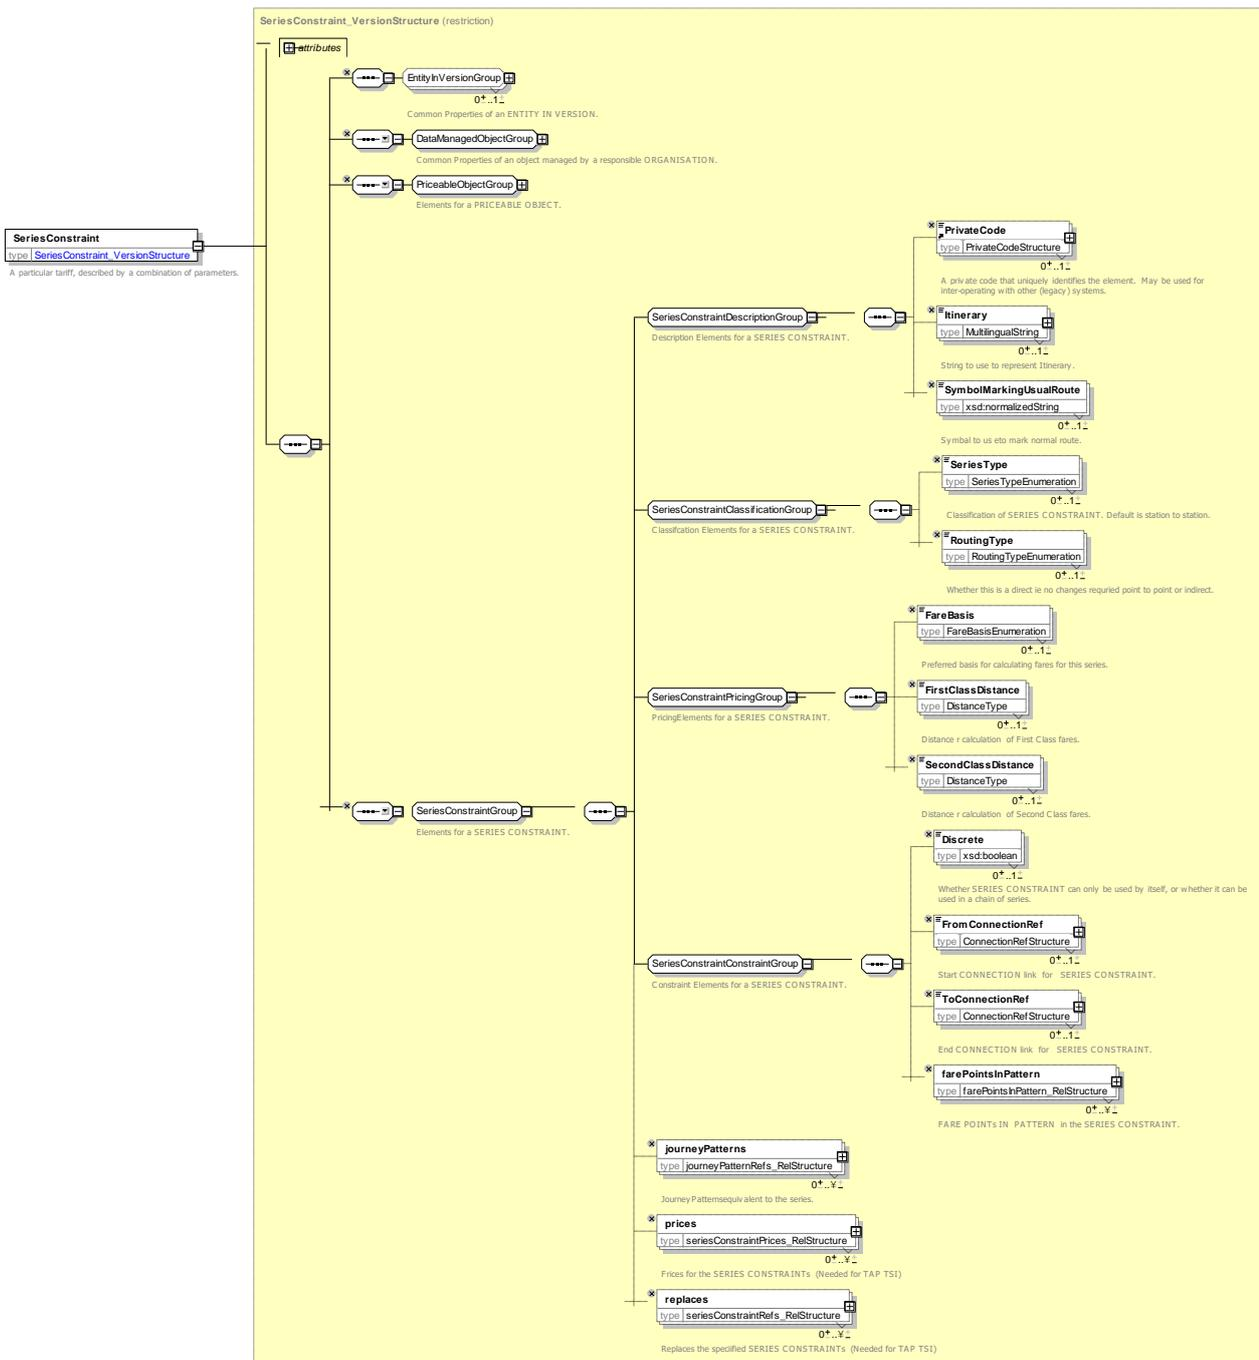 SeriesConstraint_VersionStructure (restriction)
attributes
EntityInVersionGroup
0..1
Common Properties of an ENTITY IN VERSION.
DataManagedObjectGroup
Common Properties of an object managed by a responsible ORGANISATION.
PriceableObjectGroup
Elements for a PRICEABLE OBJECT.
SeriesConstraint
type SeriesConstraint_VersionStructure
A particular tariff, described by a combination of parameters.
PrivateCode
type PrivateCodeStructure
0..1
A private code that uniquely identifies the element. May be used for
inter-operating with other (legacy) systems.
SeriesConstraintDescriptionGroup
Description Elements for a SERIES CONSTRAINT.
Itinerary
type MultilingualString
0..1
String to use to represent Itinerary.
SymbolMarkingUsualRoute
type xsd:normalizedString
0..1
Symbal to us eto mark normal route.
SeriesType
type SeriesTypeEnumeration
0..1
Classification of SERIES CONSTRAINT. Default is station to station.
SeriesConstraintClassificationGroup
Classifcation Elements for a SERIES CONSTRAINT.
RoutingType
type RoutingTypeEnumeration
0..1
Whether this is a direct ie no changes requried point to point or indirect.
FareBasis
type FareBasisEnumeration
0..1
Preferred basis for calculating fares for this series.
SeriesConstraintPricingGroup
PricingElements for a SERIES CONSTRAINT.
FirstClassDistance
type DistanceType
0..1
Distance r calculation of First Class fares.
SecondClassDistance
type DistanceType
0..1
Distance r calculation of Second Class fares.
SeriesConstraintGroup
Elements for a SERIES CONSTRAINT.
Discrete
type xsd:boolean
0..1
Whether SERIES CONSTRAINT can only be used by itself, or whether it can be
used in a chain of series.
FromConnectionRef
type ConnectionRefStructure
0..1
Start CONNECTION link for SERIES CONSTRAINT.
SeriesConstraintConstraintGroup
Constraint Elements for a SERIES CONSTRAINT.
ToConnectionRef
type ConnectionRefStructure
0..1
End CONNECTION link for SERIES CONSTRAINT.
farePointsInPattern
type farePointsInPattern_RelStructure
0..¥
FARE POINTs IN PATTERN in the SERIES CONSTRAINT.
journeyPatterns
type journeyPatternRefs_RelStructure
0..¥
Journey Patternsequivalent to the series.
prices
type seriesConstraintPrices_RelStructure
0..¥
Frices for the SERIES CONSTRAINTs (Needed for TAP TSI)
replaces
type seriesConstraintRefs_RelStructure
0..¥
Replaces the specified SERIES CONSTRAINTs (Needed for TAP TSI)